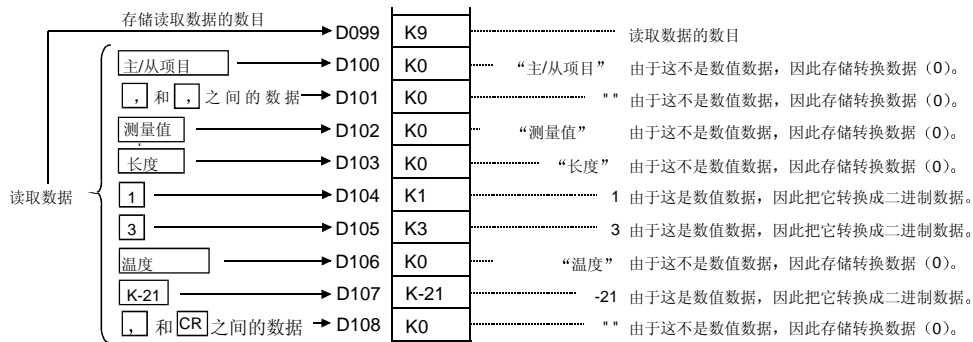 存储读取数据的数目 D099 K9 读取数据的数目
主/从项目 D100 K0 “主/从项目” 由于这不是数值数据，因此存储转换数据（0）。
， 和 ， 之间的数据 D101 K0 "" 由于这不是数值数据，因此存储转换数据（0）。
测量值 D102 K0 “测量值” 由于这不是数值数据，因此存储转换数据（0）。
长度 D103 K0 “长度” 由于这不是数值数据，因此存储转换数据（0）。
读取数据 1 D104 K1 1 由于这是数值数据，因此把它转换成二进制数据。
3 D105 K3 3 由于这是数值数据，因此把它转换成二进制数据。
温度 D106 K0 “温度” 由于这不是数值数据，因此存储转换数据（0）。
K-21 D107 K-21 -21 由于这是数值数据，因此把它转换成二进制数据。
， 和 CR 之间的数据 D108 K0 "" 由于这不是数值数据，因此存储转换数据（0）。